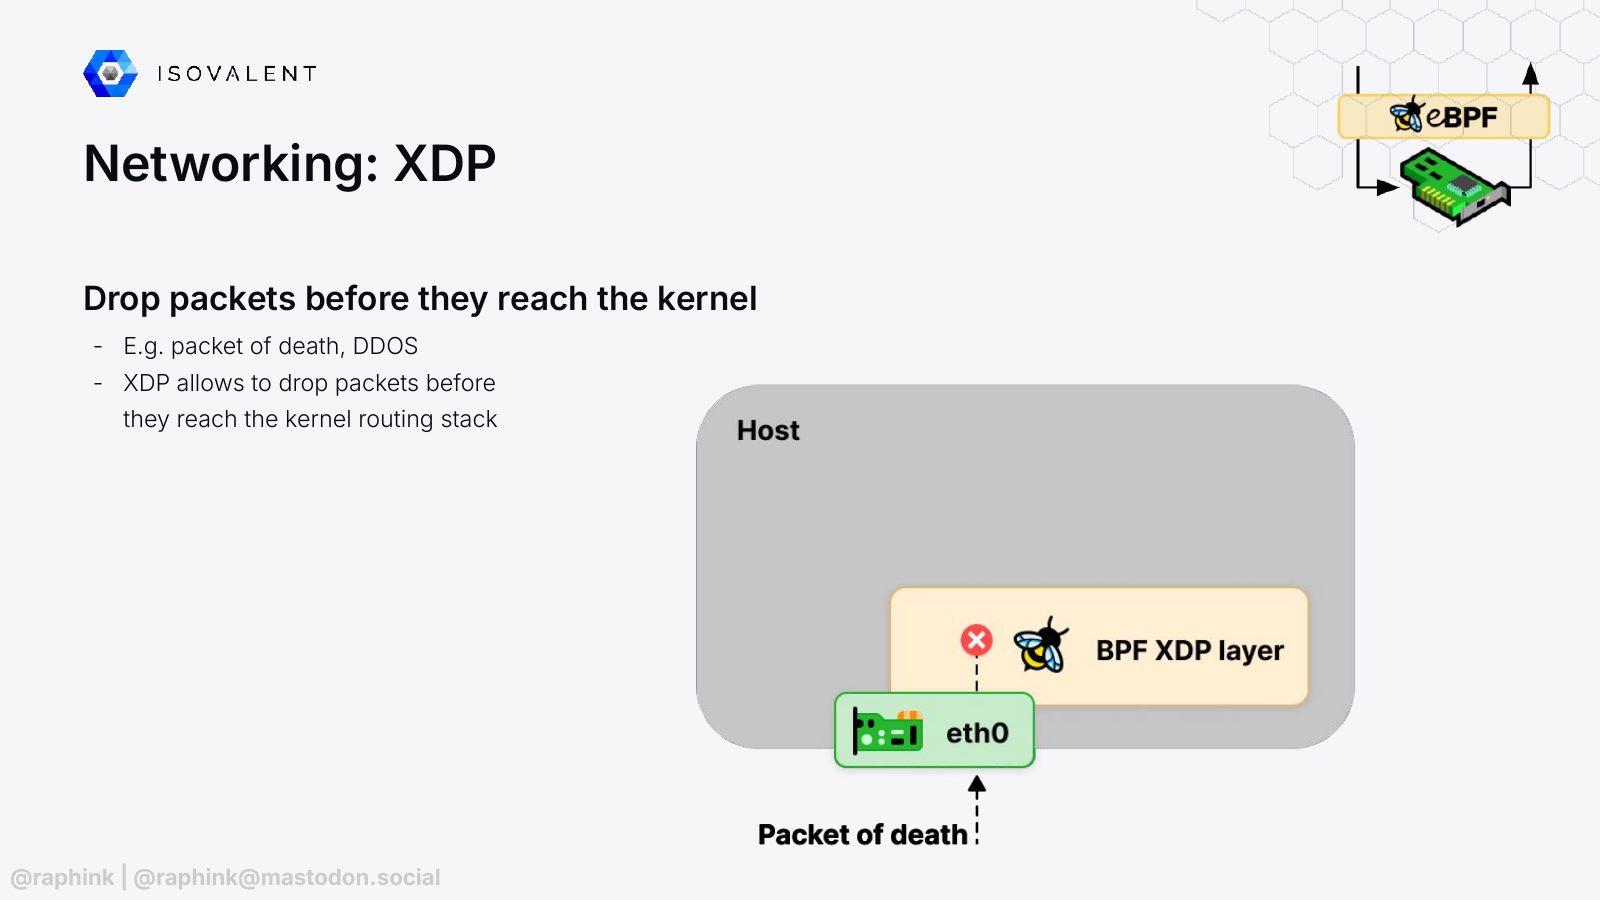 ISOVALENT
eBPF
Networking: XDP
Drop packets before they reach the kernel
- E.g. packet of death, DDOS
- XDP allows to drop packets before
they reach the kernel routing stack
Host
BPF XDP layer
eth0
Packet of death
@raphink | @raphink@mastodon.social